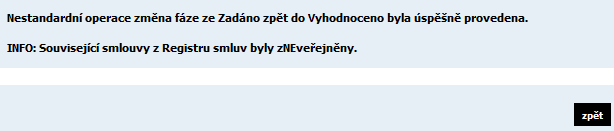 Nestandardní operace změna fáze ze Zadáno zpět do Vyhodnoceno byla úspěšně provedena.
INFO: Související smlouvy z Registru smluv byly zNEveřejněny.
zpět